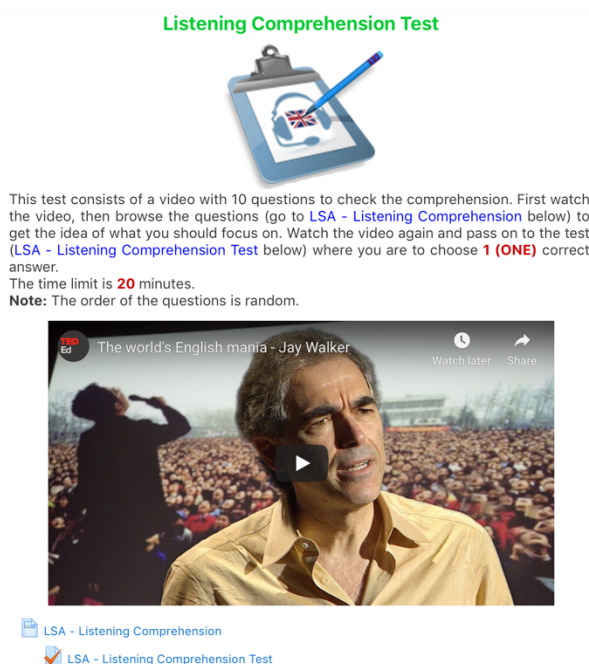 Listening Comprehension Test
This test consists of a video with 10 questions to check the comprehension. First watch
the video, then browse the questions (go to LSA - Listening Comprehension below) to
get the idea of what you should focus on. Watch the video again and pass on to the test
(LSA - Listening Comprehension Test below) where you are to choose 1 (ONE) correct
answer.
The time limit is 20 minutes.
Note: The order of the questions is random.
TED
Ed
The world's English mania - Jay Walker
Watch later
Share
LSA - Listening Comprehension
LSA - Listening Comprehension Test